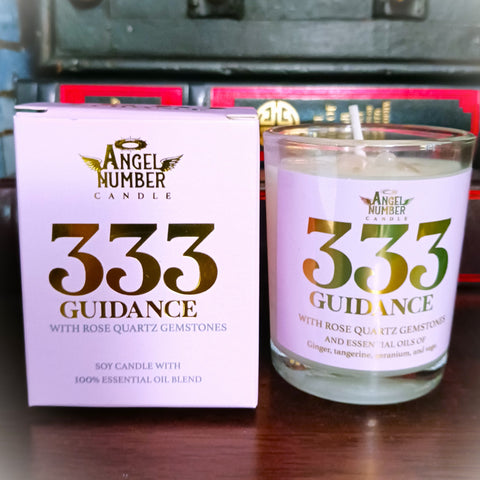 ANGEL
NUMBER
CANDLE
333
GUIDANCE
WITH ROSE QUARTZ GEMSTONES
SOY CANDLE WITH
100% ESSENTIAL OIL BLEND
ANGEL
NUMBER
CANDLE
333
GUIDANCE
WITH ROSE QUARTZ GEMSTONES
AND ESSENTIAL OILS OF
Ginger, tangerine, geranium, and sage.